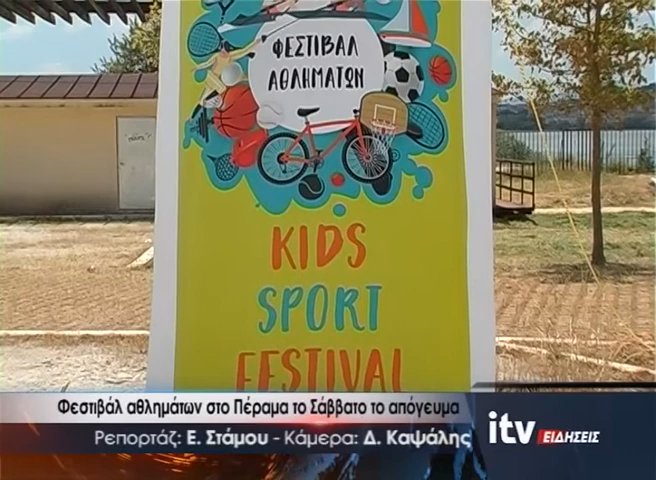 ΦΕΣΤΙΒΑΛ
ΑΘΛΗΜΑΤΩΝ
KIDS
SPORT
FESTIVAL
Φεστιβάλ αθλημάτων στο Πέραμα το Σάββατο το απόγευμα
Ρεπορτάζ: Ε. Στάμου - Κάμερα: Δ. Καψάλης
itv ΕΙΔΗΣΕΙΣ